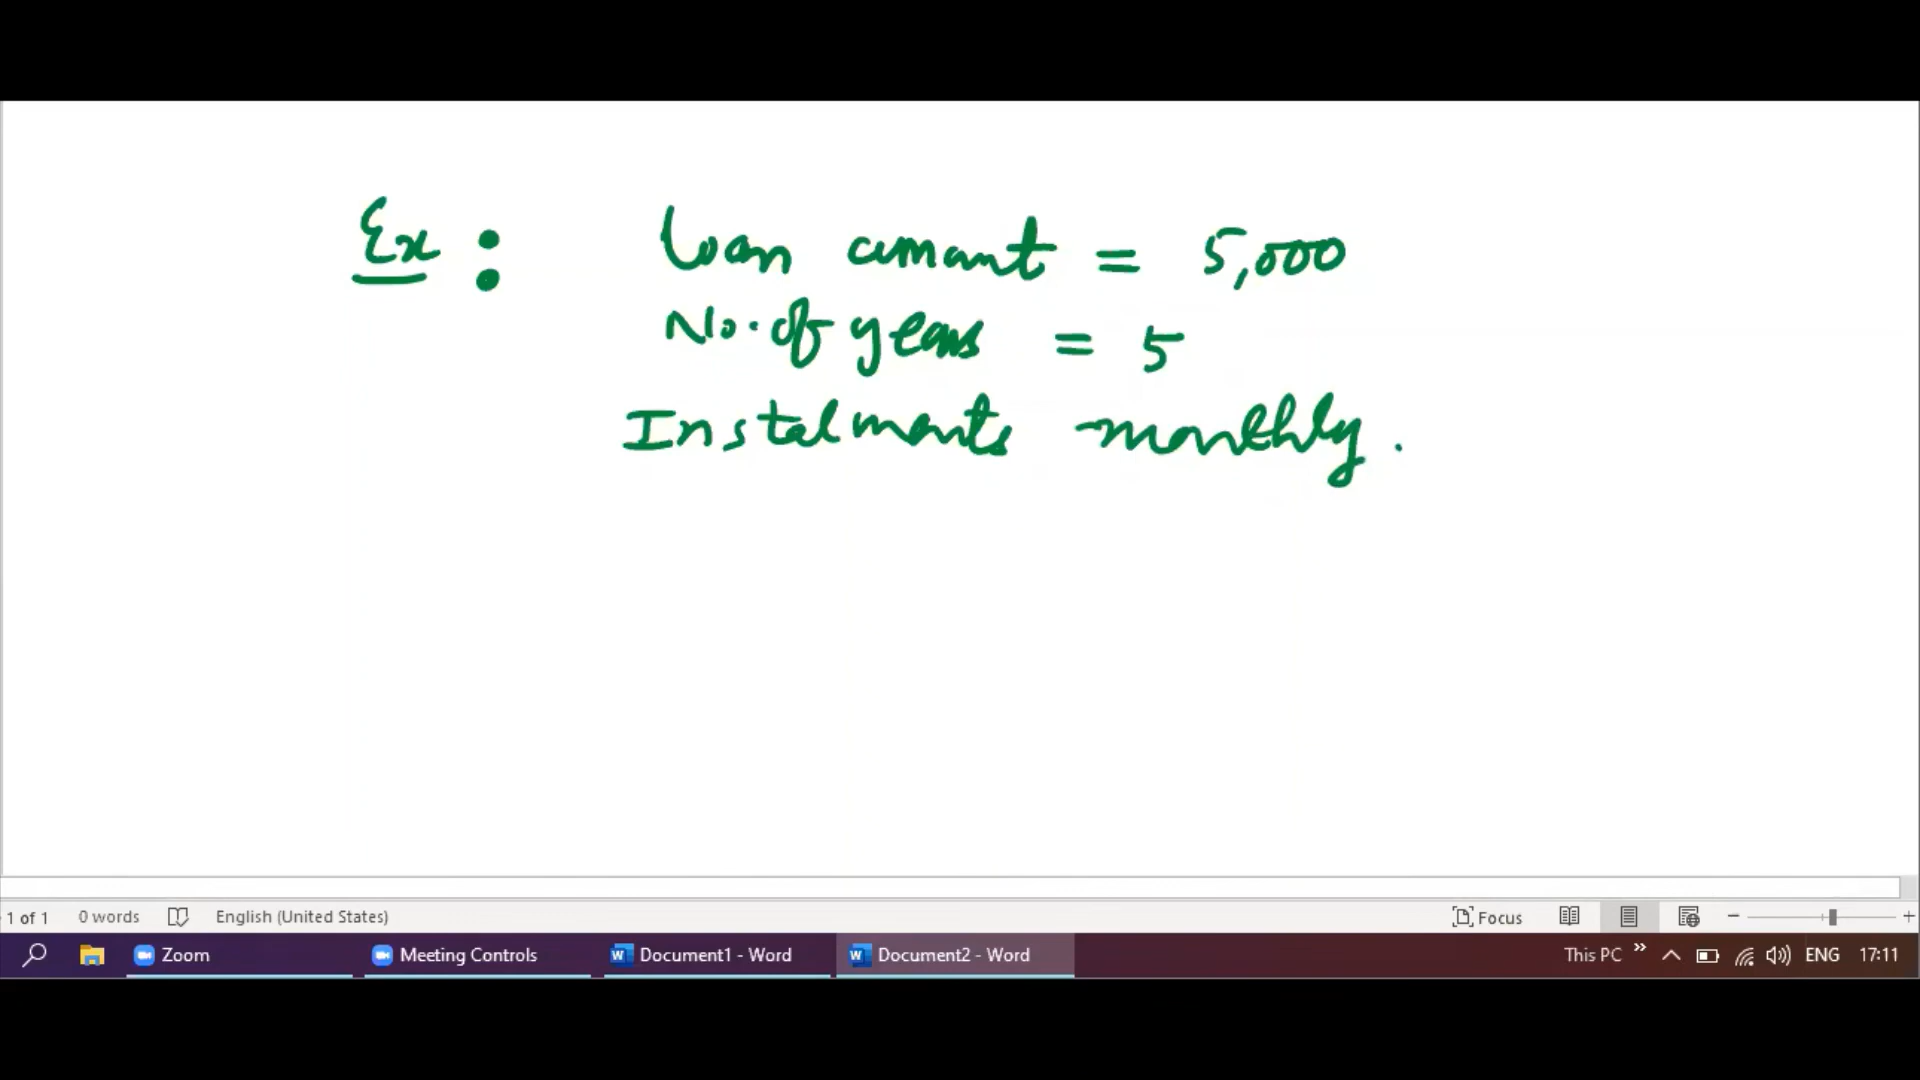 Ex : Loan amount = 5,000
No. of years = 5
Instalments monthly.
1 of 1 0 words English (United States) Focus
Zoom Meeting Controls Document1 - Word Document2 - Word This PC ENG 17:11